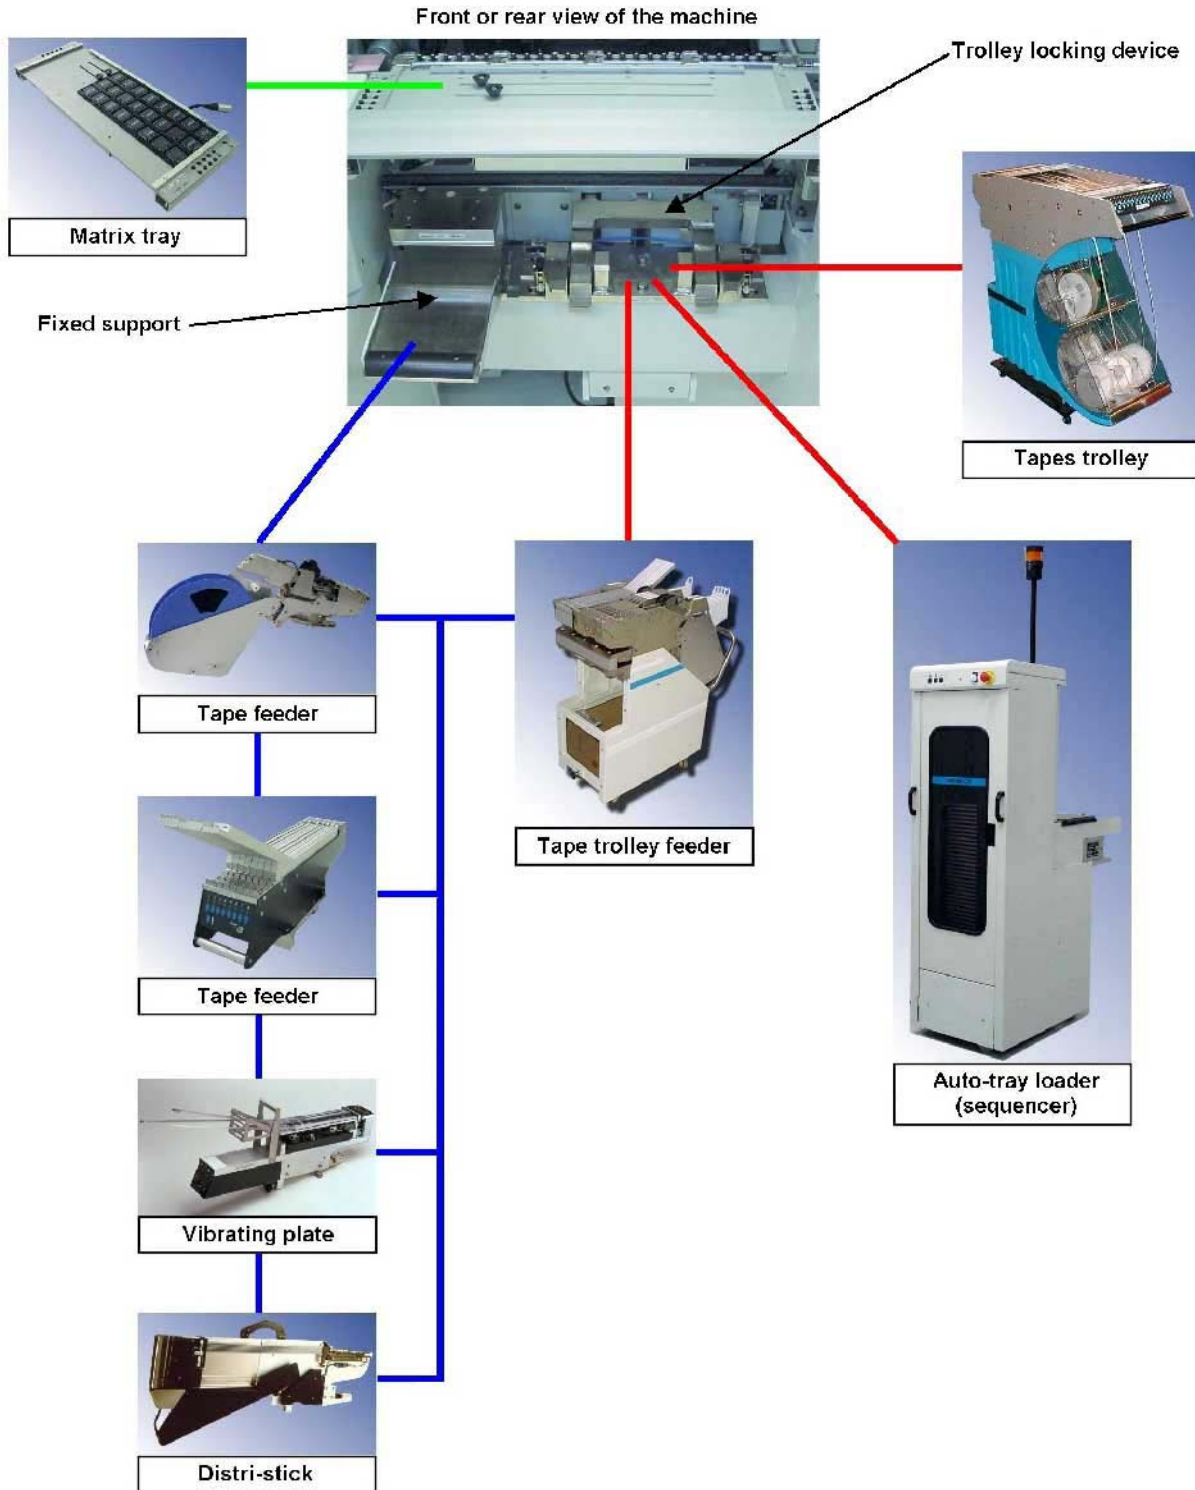 Front or rear view of the machine
Trolley locking device
Matrix tray
Fixed support
Tapes trolley
Tape feeder
Tape trolley feeder
Tape feeder
Auto-tray loader
(sequencer)
Vibrating plate
Distri-stick